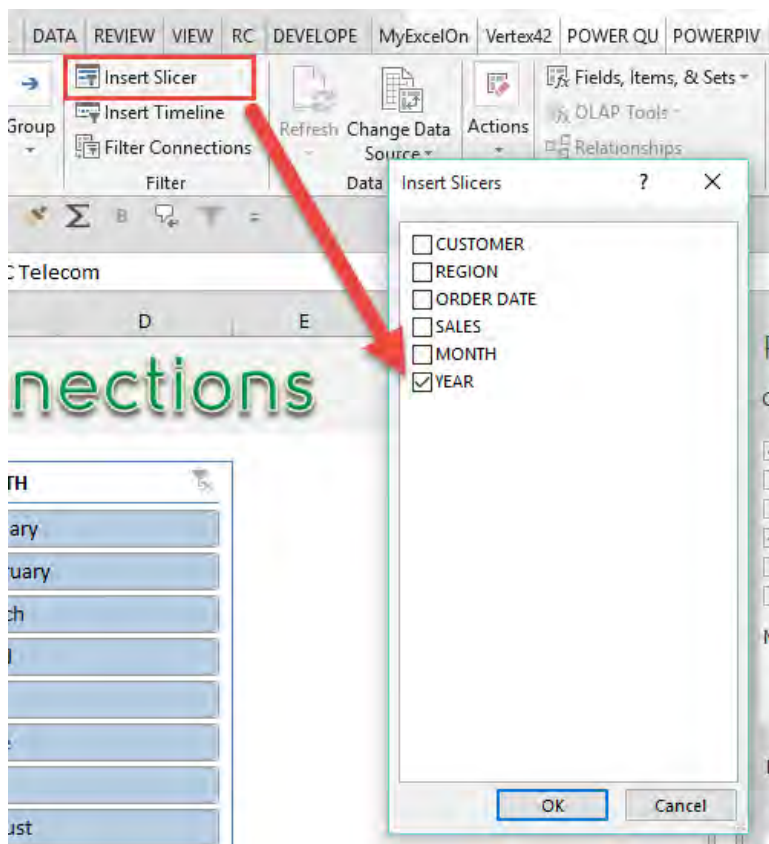 DATA REVIEW VIEW RC DEVELOPE MyExcelOn Vertex42 POWER QU POWERPIV
Insert Slicer
Insert Timeline
Filter Connections
Group
Filter
Refresh
Change Data
Source
Data
Actions
Fields, Items, & Sets
OLAP Tools
Relationships
Insert Slicers ? X
CUSTOMER
REGION
ORDER DATE
SALES
MONTH
YEAR
OK Cancel
C Telecom
D E
nections
TH
ary
ruary
ch
l
ust